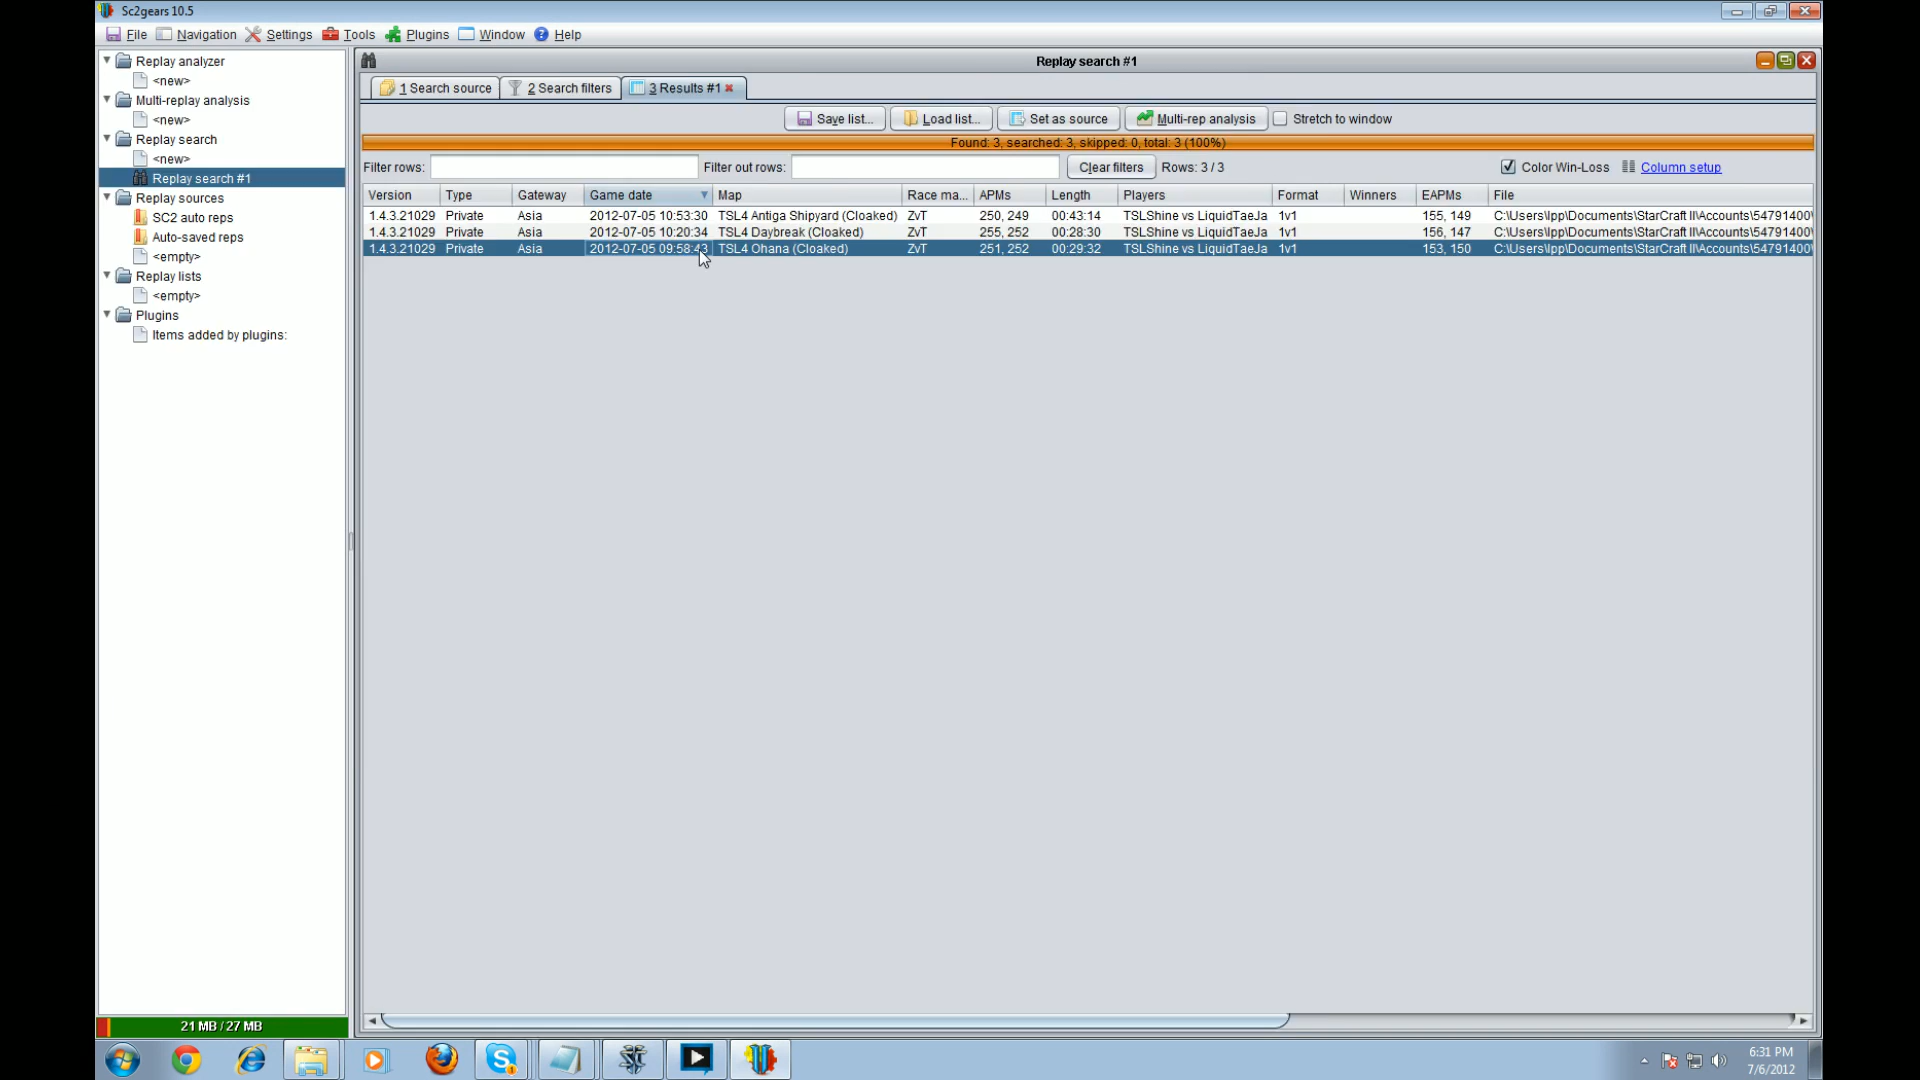 Sc2gears 10.5
File Navigation Settings Tools Plugins Window Help
Replay analyzer
<new>
Multi-replay analysis
<new>
Replay search
<new>
Replay search #1
Replay sources
SC2 auto reps
Auto-saved reps
<empty>
Replay lists
<empty>
Plugins
Items added by plugins:
21 MB / 27 MB
Replay search #1
1 Search source 2 Search filters 3 Results #1
Save list... Load list... Set as source Multi-rep analysis Stretch to window
Found: 3, searched: 3, skipped: 0, total: 3 (100%)
Filter rows: Filter out rows: Clear filters Rows: 3 / 3 Color Win-Loss Column setup
Version Type Gateway Game date Map Race ma... APMs Length Players Format Winners EAPMs File
1.4.3.21029 Private Asia 2012-07-05 10:53:30 TSL4 Antiga Shipyard (Cloaked) ZvT 250, 249 00:43:14 TSLShine vs LiquidTaeJa 1v1 155, 149 C:\Users\lpp\Documents\StarCraft II\Accounts\54791400\
1.4.3.21029 Private Asia 2012-07-05 10:20:34 TSL4 Daybreak (Cloaked) ZvT 255, 252 00:28:30 TSLShine vs LiquidTaeJa 1v1 156, 147 C:\Users\lpp\Documents\StarCraft II\Accounts\54791400\
1.4.3.21029 Private Asia 2012-07-05 09:58:43 TSL4 Ohana (Cloaked) ZvT 251, 252 00:29:32 TSLShine vs LiquidTaeJa 1v1 153, 150 C:\Users\lpp\Documents\StarCraft II\Accounts\54791400\
6:31 PM
7/6/2012